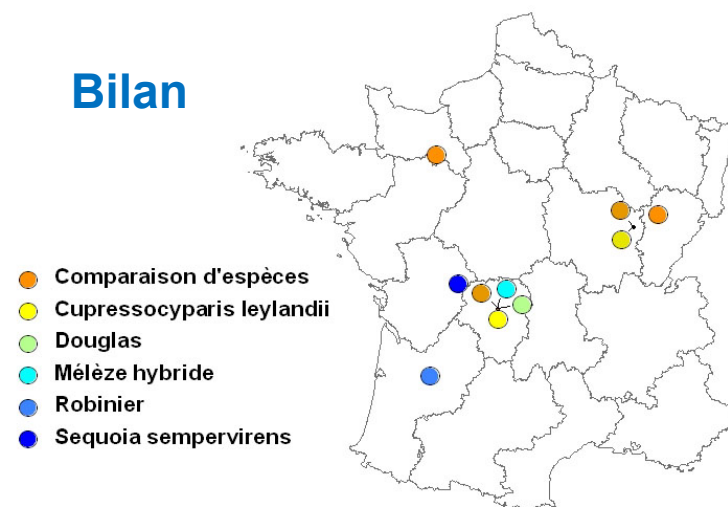 Bilan
Comparaison d'espèces
Cupressocyparis leylandii
Douglas
Mélèze hybride
Robinier
Sequoia sempervirens